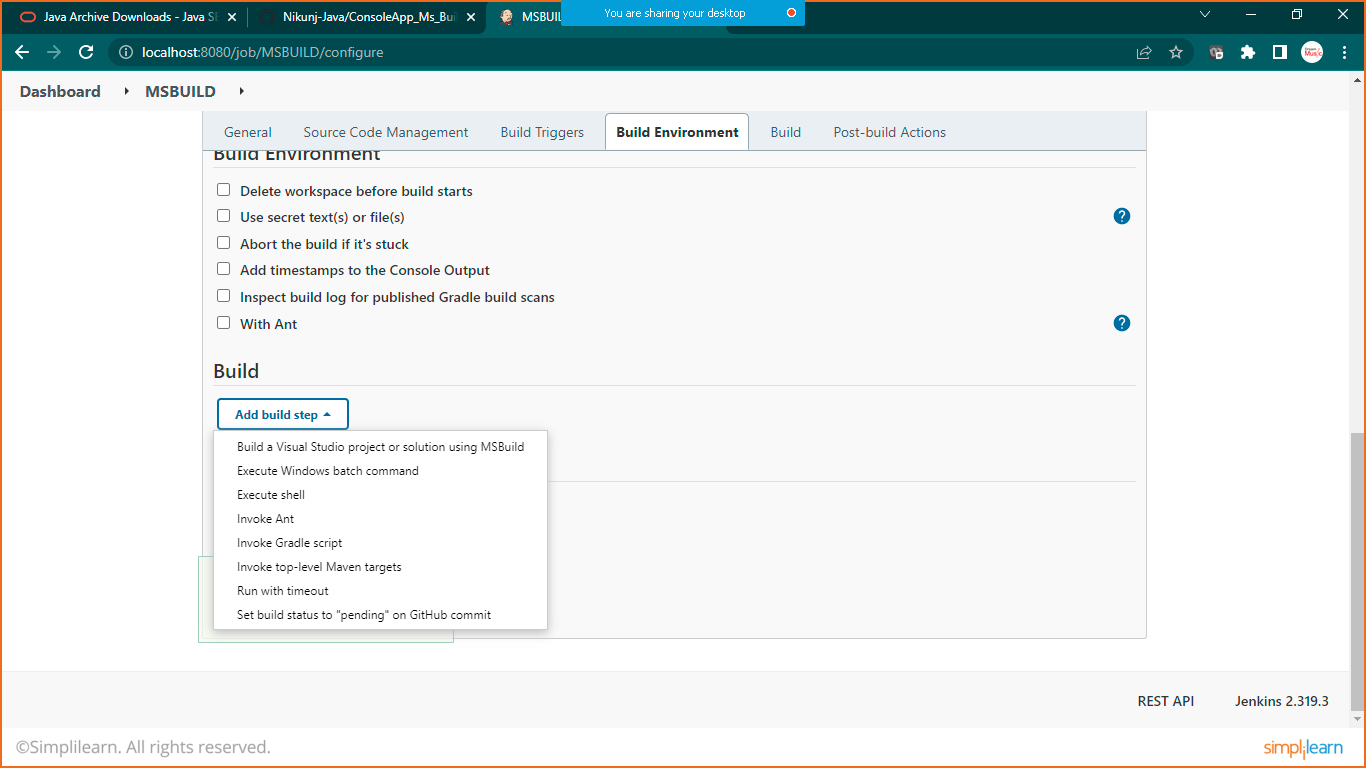 Java Archive Downloads - Java SE
Nikunj-Java/ConsoleApp_Ms_Bui
MSBUIL
You are sharing your desktop
localhost:8080/job/MSBUILD/configure
Dashboard
MSBUILD
General
Source Code Management
Build Triggers
Build Environment
Build
Post-build Actions
Build Environment
Delete workspace before build starts
Use secret text(s) or file(s)
Abort the build if it's stuck
Add timestamps to the Console Output
Inspect build log for published Gradle build scans
With Ant
Build
Add build step
Build a Visual Studio project or solution using MSBuild
Execute Windows batch command
Execute shell
Invoke Ant
Invoke Gradle script
Invoke top-level Maven targets
Run with timeout
Set build status to "pending" on GitHub commit
REST API
Jenkins 2.319.3
©Simplilearn. All rights reserved.
simplilearn